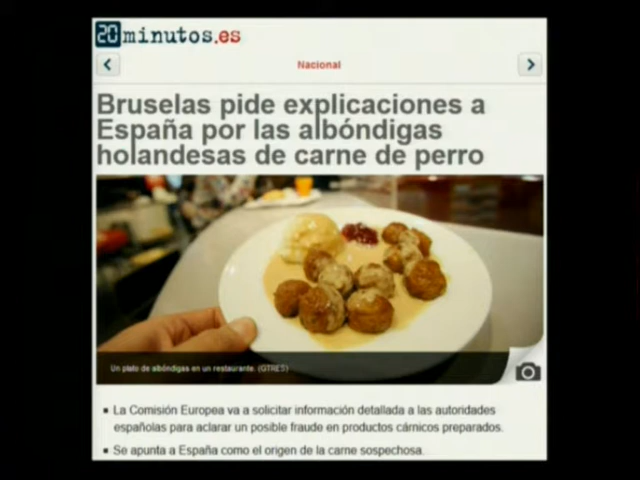 20minutos.es
Nacional
Bruselas pide explicaciones a
España por las albóndigas
holandesas de carne de perro
Un plato de albóndigas en un restaurante. (GTRES)
La Comisión Europea va a solicitar información detallada a las autoridades
españolas para aclarar un posible fraude en productos cárnicos preparados.
Se apunta a España como el origen de la carne sospechosa.